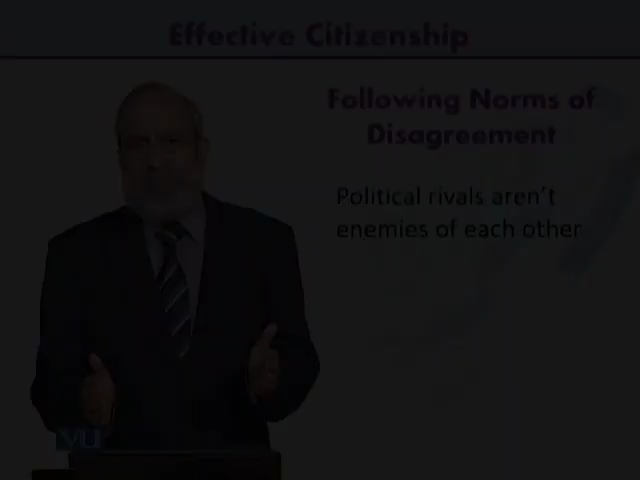 Effective Citizenship
Following Norms of
Disagreement
Political rivals aren't
enemies of each other
VU